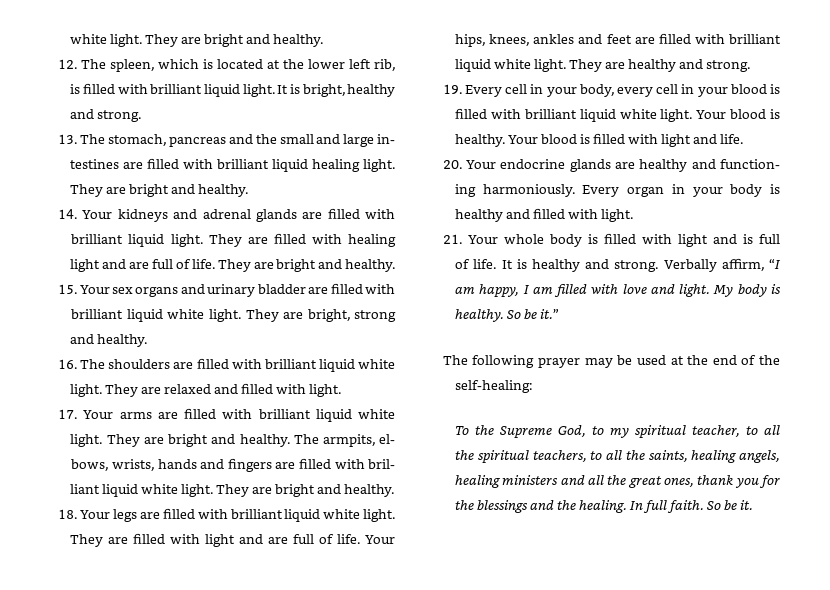 white light. They are bright and healthy.
12. The spleen, which is located at the lower left rib,
is filled with brilliant liquid light. It is bright, healthy
and strong.
13. The stomach, pancreas and the small and large in-
testines are filled with brilliant liquid healing light.
They are bright and healthy.
14. Your kidneys and adrenal glands are filled with
brilliant liquid light. They are filled with healing
light and are full of life. They are bright and healthy.
15. Your sex organs and urinary bladder are filled with
brilliant liquid white light. They are bright, strong
and healthy.
16. The shoulders are filled with brilliant liquid white
light. They are relaxed and filled with light.
17. Your arms are filled with brilliant liquid white
light. They are bright and healthy. The armpits, el-
bows, wrists, hands and fingers are filled with bril-
liant liquid white light. They are bright and healthy.
18. Your legs are filled with brilliant liquid white light.
They are filled with light and are full of life. Your
hips, knees, ankles and feet are filled with brilliant
liquid white light. They are healthy and strong.
19. Every cell in your body, every cell in your blood is
filled with brilliant liquid white light. Your blood is
healthy. Your blood is filled with light and life.
20. Your endocrine glands are healthy and function-
ing harmoniously. Every organ in your body is
healthy and filled with light.
21. Your whole body is filled with light and is full
of life. It is healthy and strong. Verbally affirm, “I
am happy, I am filled with love and light. My body is
healthy. So be it.”
The following prayer may be used at the end of the
self-healing:
To the Supreme God, to my spiritual teacher, to all
the spiritual teachers, to all the saints, healing angels,
healing ministers and all the great ones, thank you for
the blessings and the healing. In full faith. So be it.